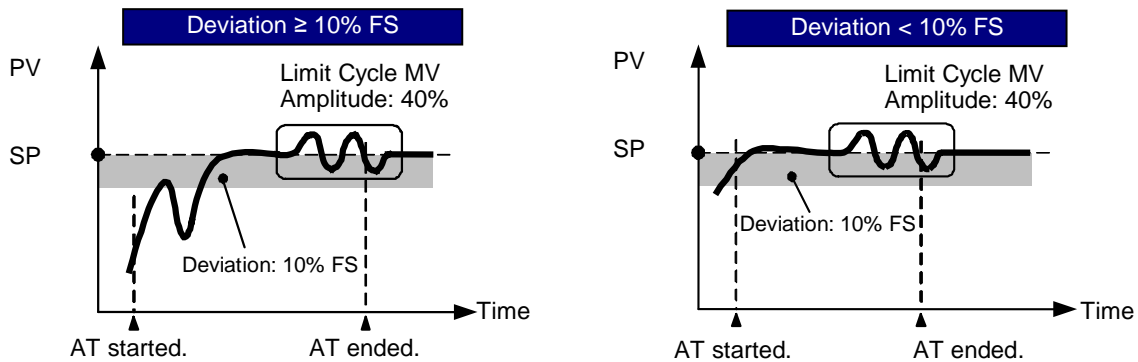 Deviation ≥ 10% FS
PV
Limit Cycle MV
Amplitude: 40%
SP
Deviation: 10% FS
Time
AT started.
AT ended.
Deviation < 10% FS
PV
Limit Cycle MV
Amplitude: 40%
SP
Deviation: 10% FS
Time
AT started.
AT ended.